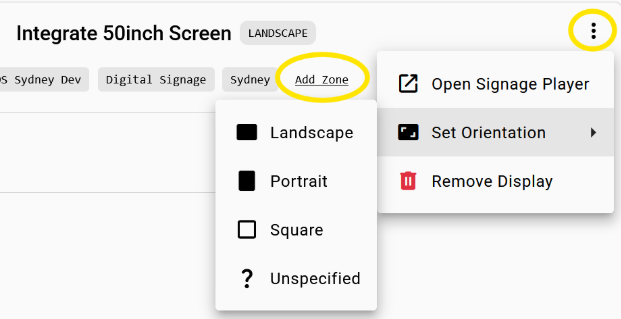 Integrate 50inch Screen LANDSCAPE
OS Sydney Dev Digital Signage Sydney Add Zone
Open Signage Player
Set Orientation
Remove Display
Landscape
Portrait
Square
? Unspecified